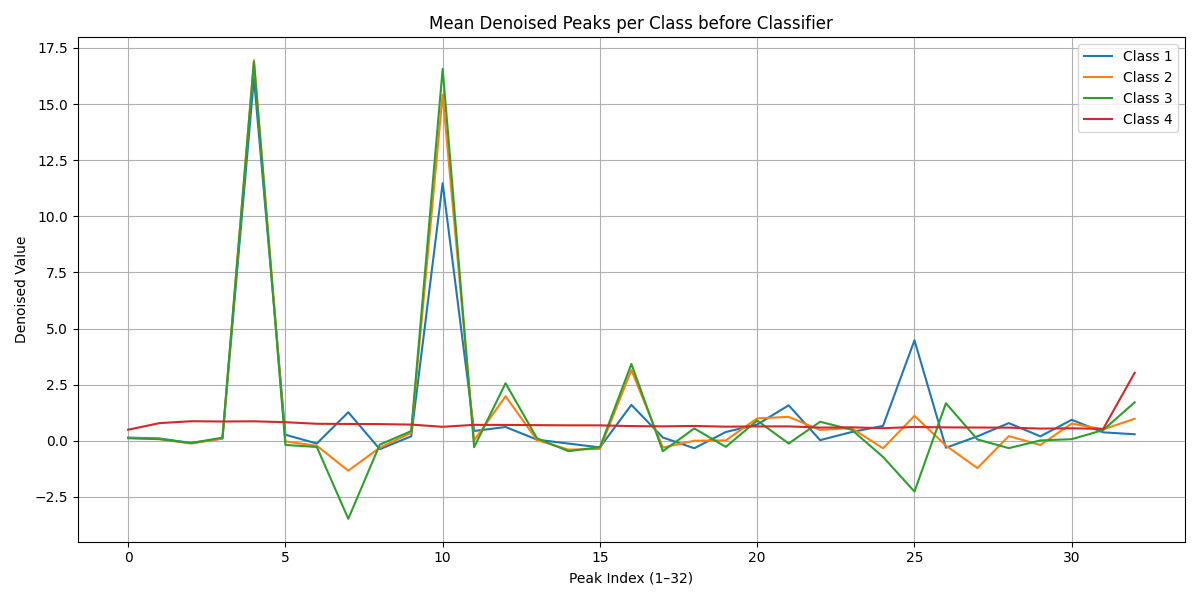 Mean Denoised Peaks per Class before Classifier
17.5
15.0
12.5
10.0
7.5
5.0
2.5
0.0
−2.5
Denoised Value
Class 1
Class 2
Class 3
Class 4
0 5 10 15 20 25 30
Peak Index (1–32)